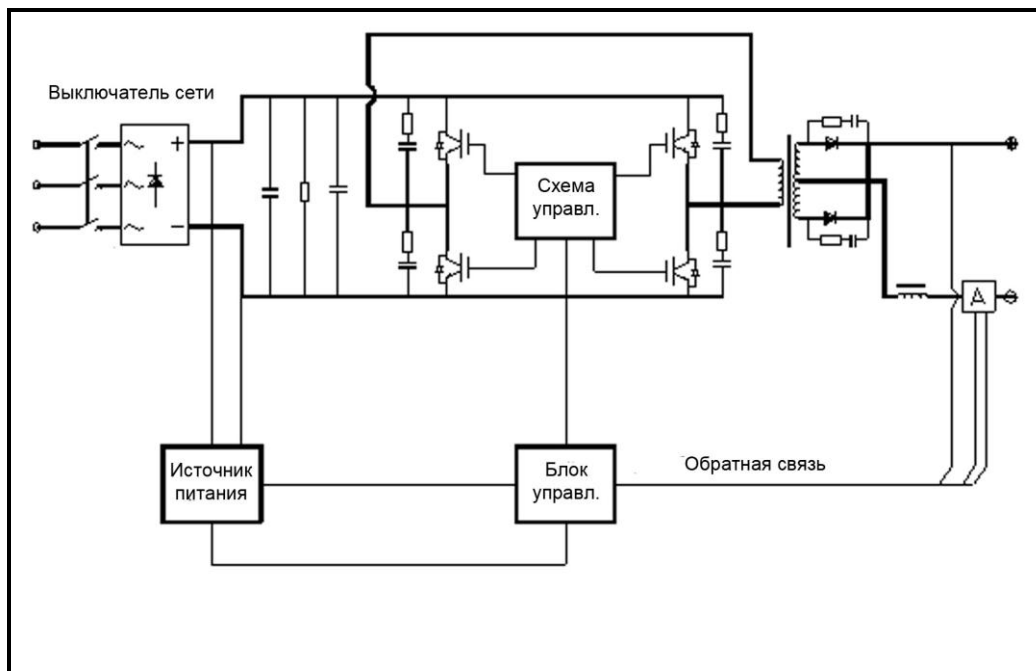 Выключатель сети
+
−
Схема
управл.
A
Источник
питания
Блок
управл.
Обратная связь